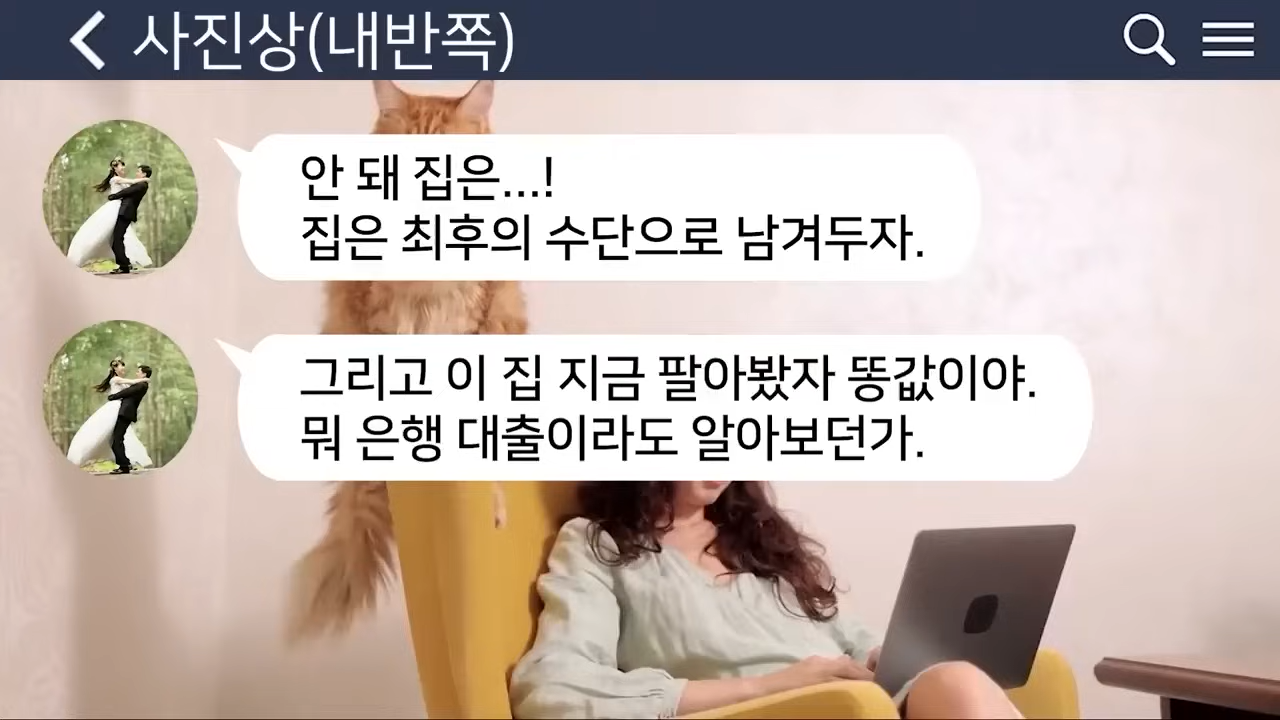 사진상(내반쪽)
안 돼 집은...!
집은 최후의 수단으로 남겨두자.
그리고 이 집 지금 팔아봤자 똥값이야.
뭐 은행 대출이라도 알아보던가.